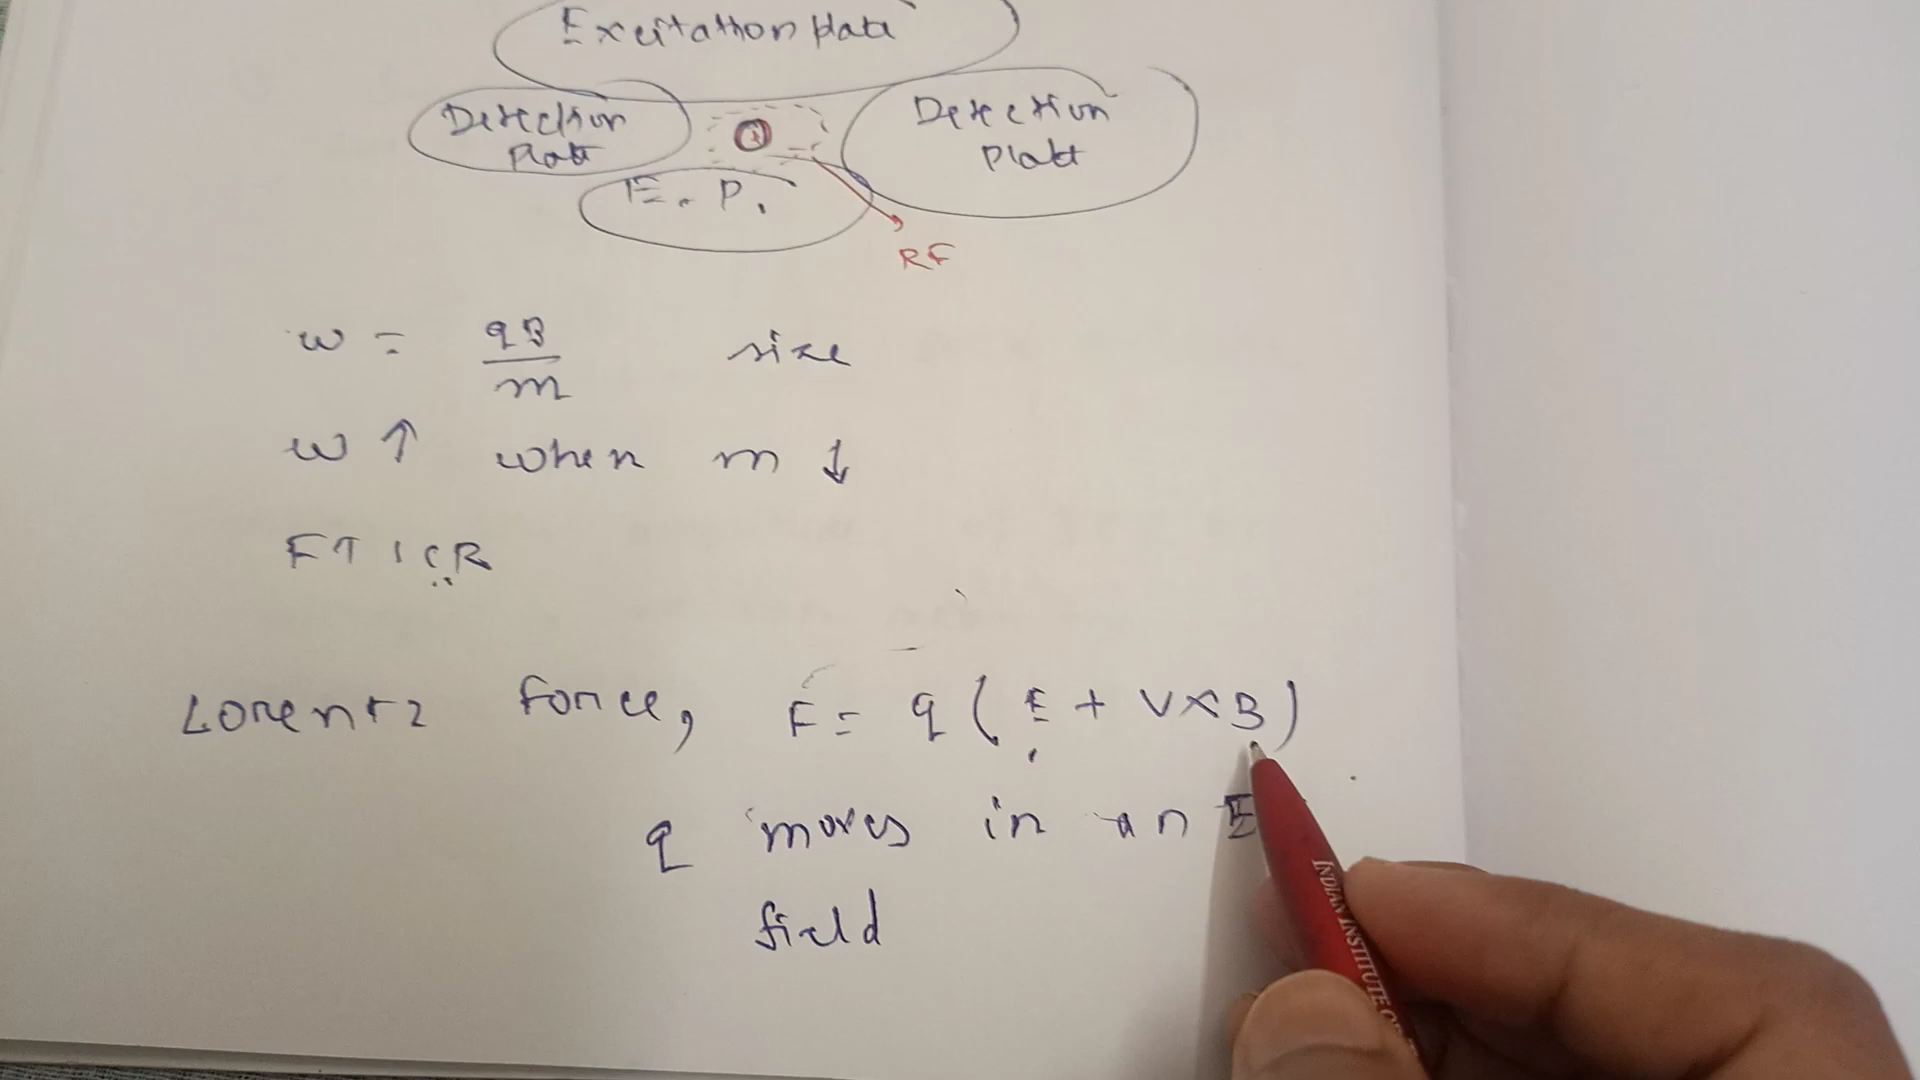 Excitation plate
Detection
plate
Detection
plate
E. P.
RF
w = qB/m size
w ↑ when m ↓
FT ICR
Lorentz force, F = q (E + V×B)
q moves in an E
field
INDIAN INSTITUTE O